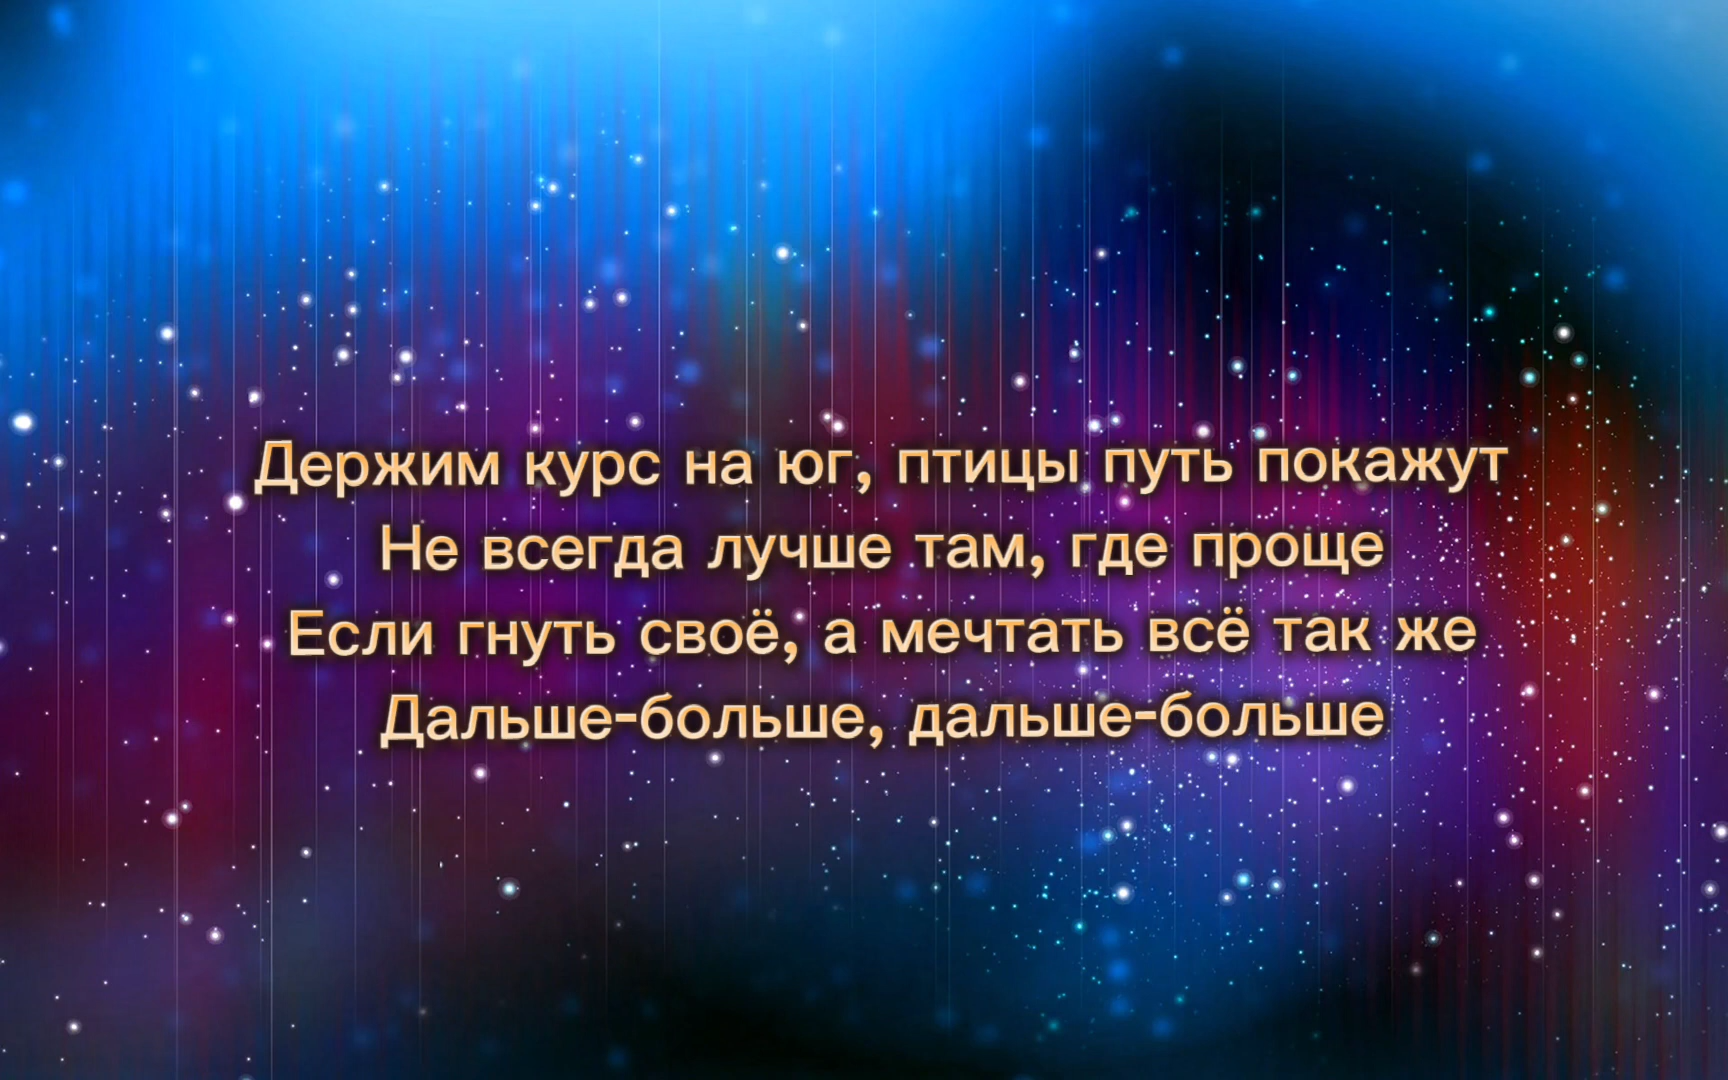 Держим курс на юг, птицы путь покажут
Не всегда лучше там, где проще
Если гнуть своё, а мечтать всё так же
Дальше-больше, дальше-больше